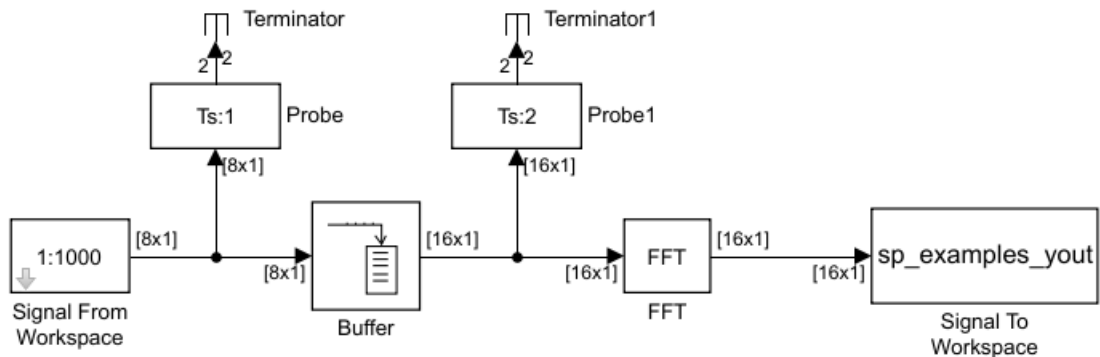 Terminator
Terminator1
2
2
2
2
Ts:1
Probe
Ts:2
Probe1
[8x1]
[16x1]
1:1000
[8x1]
[8x1]
[16x1]
[16x1]
FFT
[16x1]
[16x1]
sp_examples_yout
Signal From
Workspace
Buffer
FFT
Signal To
Workspace